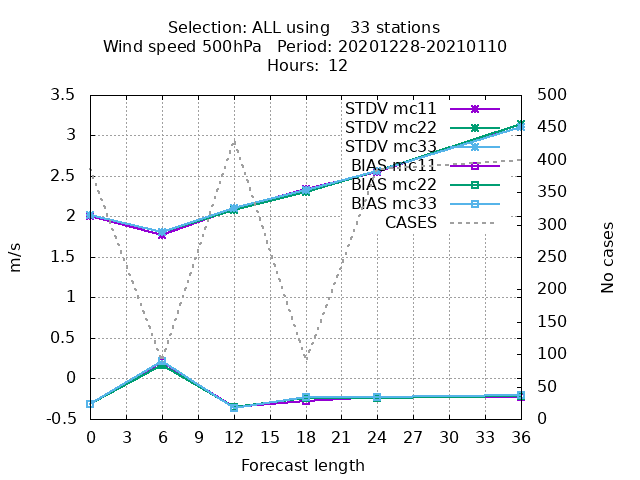 Selection: ALL using    33 stations
Wind speed 500hPa   Period: 20201228-20210110
Hours: 12
3.5
3
2.5
2
1.5
1
0.5
0
-0.5
m/s
500
450
400
350
300
250
200
150
100
50
0
No cases
STDV mc11
STDV mc22
STDV mc33
BIAS mc11
BIAS mc22
BIAS mc33
CASES
0 3 6 9 12 15 18 21 24 27 30 33 36
Forecast length